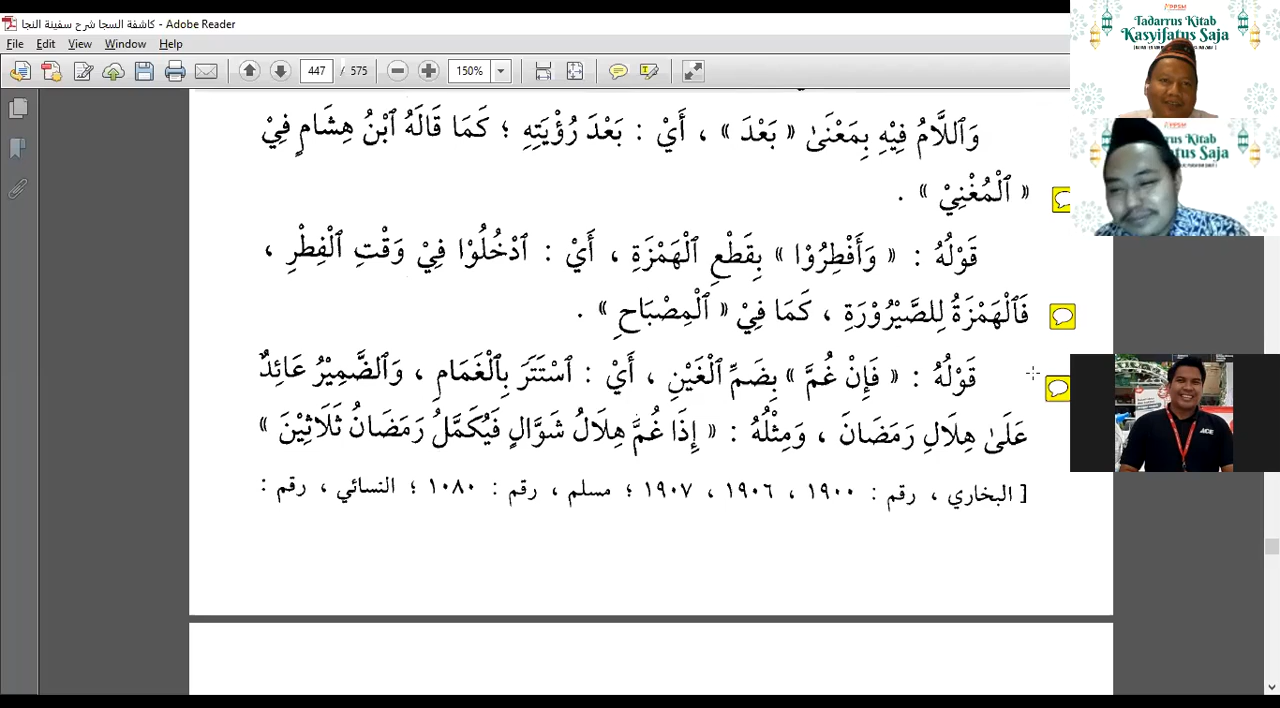 كاشفة السجا شرح سفينة النجا - Adobe Reader
File Edit View Window Help
447 / 575 150%
وَٱللَّامُ فِيْهِ بِمَعْنَىٰ « بَعْدَ » ، أَيْ : بَعْدَ رُؤْيَتِهِ ؛ كَمَا قَالَهُ ٱبْنُ هِشَامٍ فِيْ
« ٱلْمُغْنِيْ » .
قَوْلُهُ : « وَأَفْطِرُوْا » بِقَطْعِ ٱلْهَمْزَةِ ، أَيْ : ٱدْخُلُوْا فِيْ وَقْتِ ٱلْفِطْرِ ،
فَٱلْهَمْزَةُ لِلصَّيْرُوْرَةِ ، كَمَا فِيْ « ٱلْمِصْبَاحِ » .
قَوْلُهُ : « فَإِنْ غُمَّ » بِضَمِّ ٱلْغَيْنِ ، أَيْ : ٱسْتَتَرَ بِٱلْغَمَامِ ، وَٱلضَّمِيْرُ عَائِدٌ
عَلَىٰ هِلَالِ رَمَضَانَ ، وَمِثْلُهُ : « إِذَا غُمَّ هِلَالُ شَوَّالٍ فَيُكَمَّلُ رَمَضَانُ ثَلَاثِيْنَ »
[ البخاري ، رقم : ١٩٠٠ ، ١٩٠٦ ، ١٩٠٧ ؛ مسلم ، رقم : ١٠٨٠ ؛ النسائي ، رقم :
Tadarrus Kitab
Kasyifatus Saja
Kitab
tus Saja
ACE